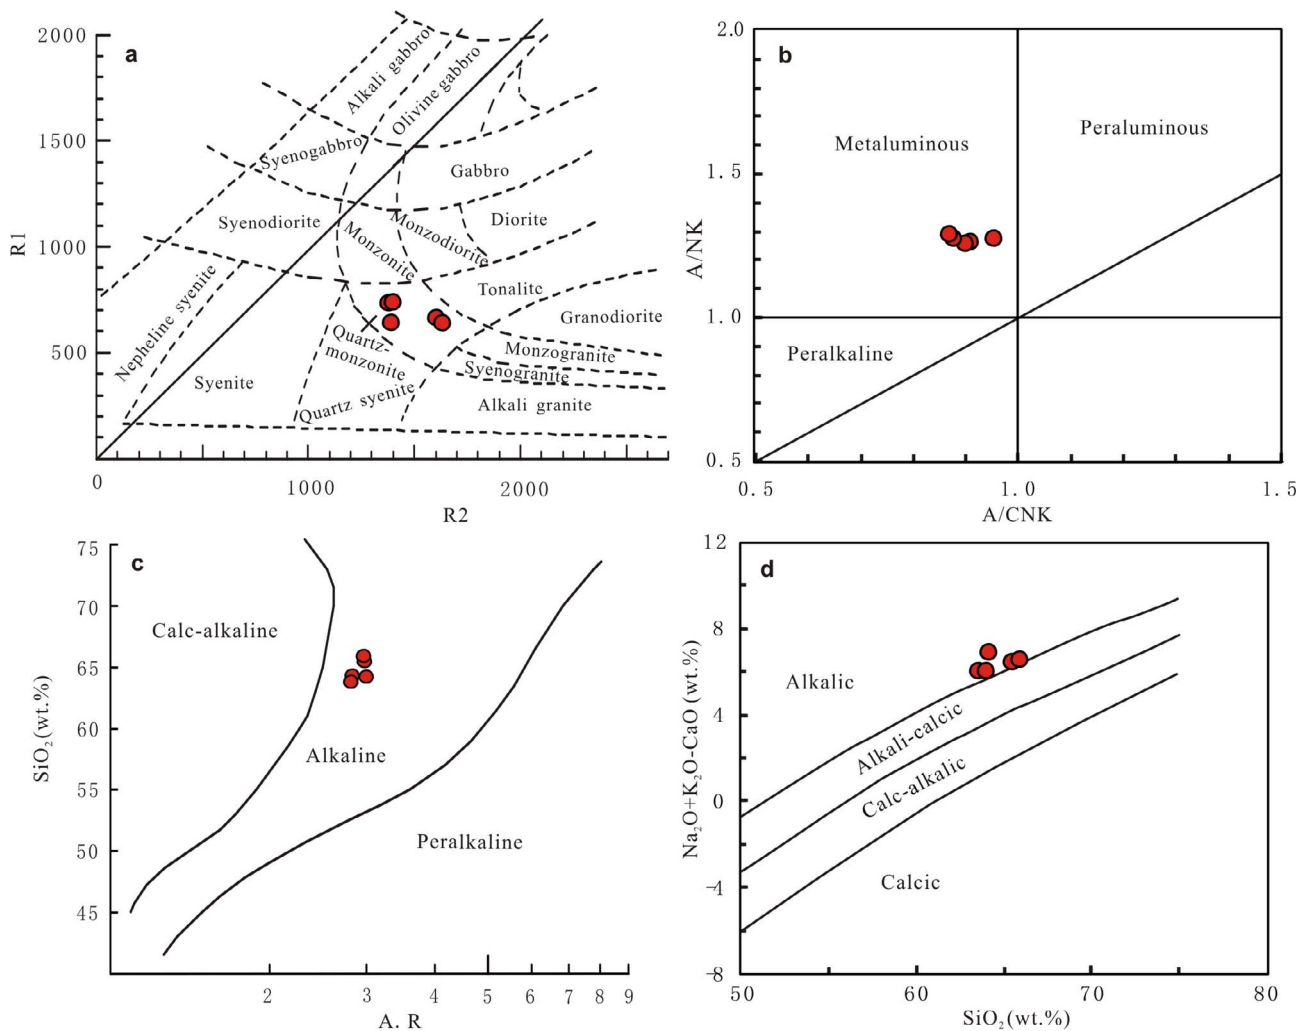 a
2000
1500
1000
500
R1
Alkali gabbro
Olivine gabbro
Syenogabbro
Gabbro
Syenodiorite
Monzonite
Monzodiorite
Diorite
Nepheline syenite
Tonalite
Granodiorite
Quartz-
monzonite
Monzogranite
Syenogranite
Syenite
Quartz syenite
Alkali granite
0
1000
2000
R2
b
2.0
1.5
1.0
0.5
A/NK
Metaluminous
Peraluminous
Peralkaline
0.5
1.0
1.5
A/CNK
c
75
70
65
60
55
50
45
SiO₂(wt.%)
Calc-alkaline
Alkaline
Peralkaline
2
3
4
5
6
7
8
9
A. R
d
12
8
4
0
-4
-8
Na₂O+K₂O-CaO(wt.%)
Alkalic
Alkali-calcic
Calc-alkalic
Calcic
50
60
70
80
SiO₂(wt.%)